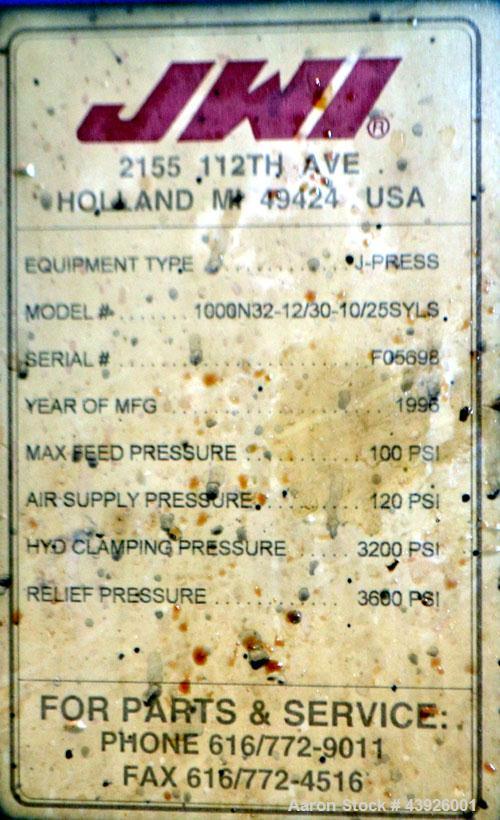 JWI®
2155 112TH AVE
HOLLAND MI 49424 USA
EQUIPMENT TYPE ............ J-PRESS
MODEL # ....... 1000N32-12/30-10/25SYLS
SERIAL # .................... F05698
YEAR OF MFG .................... 1996
MAX FEED PRESSURE .......... 100 PSI
AIR SUPPLY PRESSURE .......... 120 PSI
HYD CLAMPING PRESSURE ...... 3200 PSI
RELIEF PRESSURE ............. 3600 PSI
FOR PARTS & SERVICE:
PHONE 616/772-9011
FAX 616/772-4516
Aaron Stock # 43926001